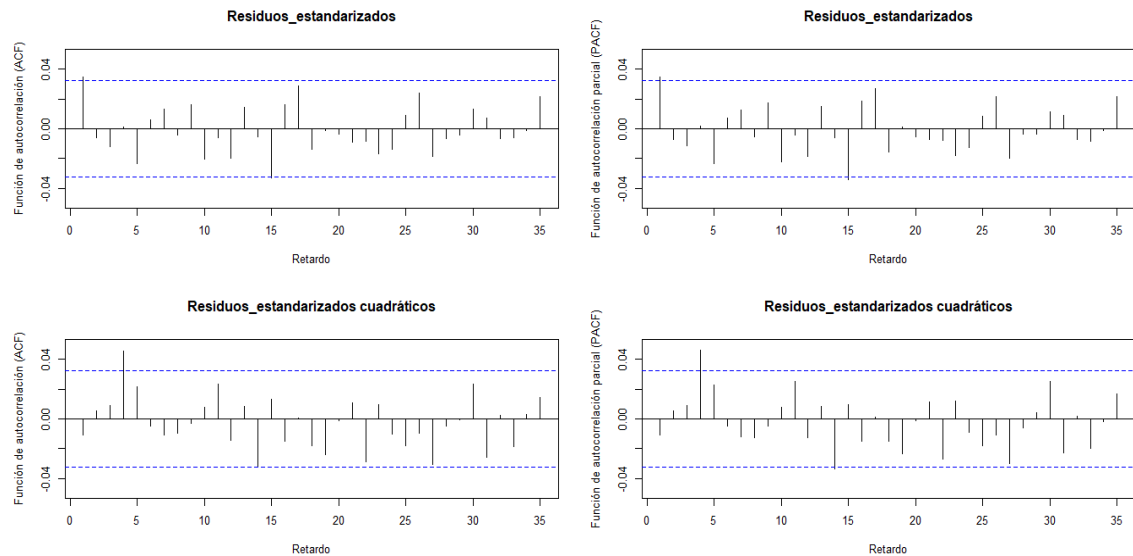 Residuos_estandarizados
Función de autocorrelación (ACF)
0.04
0.00
-0.04
0 5 10 15 20 25 30 35
Retardo
Residuos_estandarizados
Función de autocorrelación parcial (PACF)
0.04
0.00
-0.04
0 5 10 15 20 25 30 35
Retardo
Residuos_estandarizados cuadráticos
Función de autocorrelación (ACF)
0.04
0.00
-0.04
0 5 10 15 20 25 30 35
Retardo
Residuos_estandarizados cuadráticos
Función de autocorrelación parcial (PACF)
0.04
0.00
-0.04
0 5 10 15 20 25 30 35
Retardo